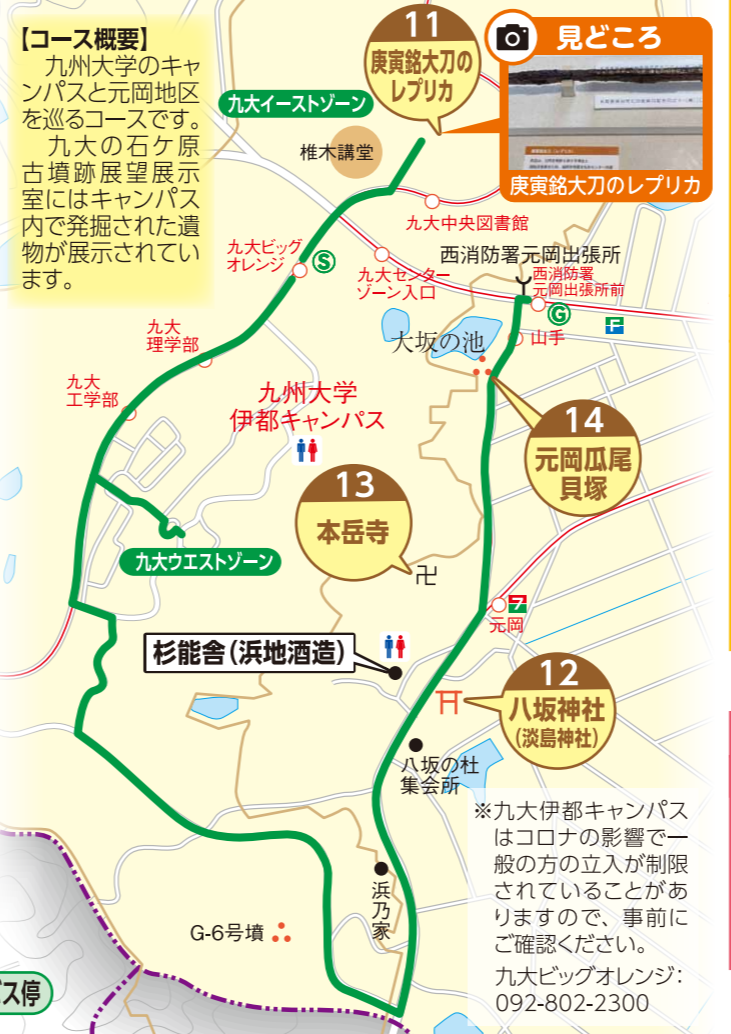 【コース概要】
九州大学のキャ
ンパスと元岡地区
を巡るコースです。
九大の石ケ原
古墳跡展望展示
室にはキャンパス
内で発掘された遺
物が展示されてい
ます。
11
庚寅銘大刀の
レプリカ
見どころ
庚寅銘大刀のレプリカ
九大イーストゾーン
椎木講堂
九大中央図書館
九大ビッグ
オレンジ
S
九大センター
ゾーン入口
西消防署元岡出張所
西消防署
元岡出張所前
G
F
山手
大坂の池
九大
理学部
九大
工学部
九州大学
伊都キャンパス
14
元岡瓜尾
貝塚
13
本岳寺
卍
九大ウエストゾーン
フ
元岡
杉能舎(浜地酒造)
12
八坂神社
(淡島神社)
八坂の杜
集会所
※九大伊都キャンパス
はコロナの影響で一
般の方の立入が制限
されていることがあ
りますので、事前に
ご確認ください。
九大ビッグオレンジ:
092-802-2300
浜乃家
G-6号墳
ス停